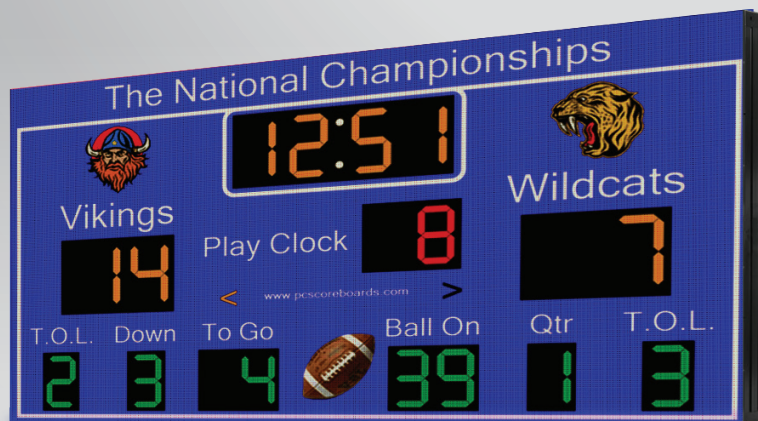 The National Championships
12:51
Vikings
Wildcats
14
Play Clock
8
7
< www.pcscoreboards.com >
T.O.L. Down To Go Ball On Qtr T.O.L.
2 3 4 39 1 3